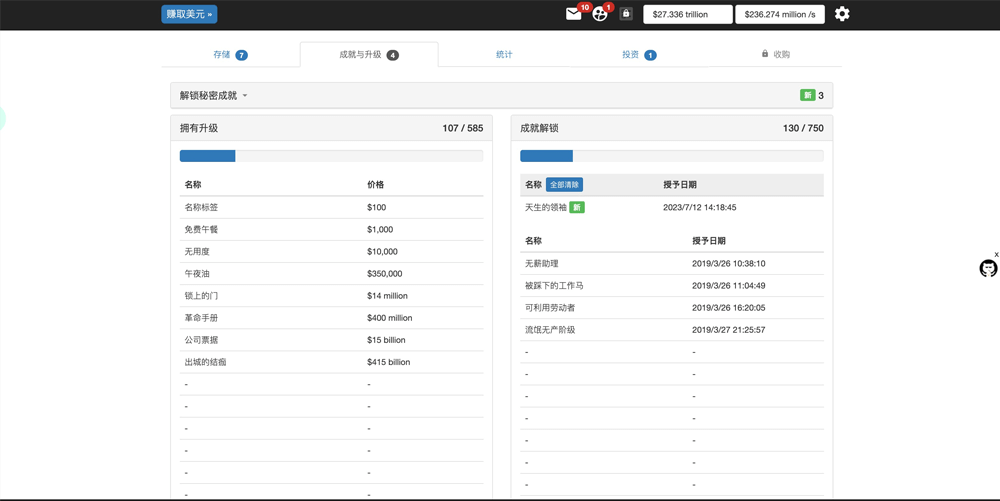 赚取美元 »
10
1
$27.336 trillion
$236.274 million /s
存储 7
成就与升级 4
统计
投资 1
收购
解锁秘密成就
新 3
拥有升级
107 / 585
名称 价格
名称标签 $100
免费午餐 $1,000
无用度 $10,000
午夜油 $350,000
锁上的门 $14 million
革命手册 $400 million
公司票据 $15 billion
出城的结痂 $415 billion
- -
- -
- -
- -
- -
- -
成就解锁
130 / 750
名称 全部清除 授予日期
天生的领袖 新 2023/7/12 14:18:45
名称 授予日期
无薪助理 2019/3/26 10:38:10
被踩下的工作马 2019/3/26 11:04:49
可利用劳动者 2019/3/26 16:20:05
流氓无产阶级 2019/3/27 21:25:57
- -
- -
- -
- -
- -
- -
- -
x